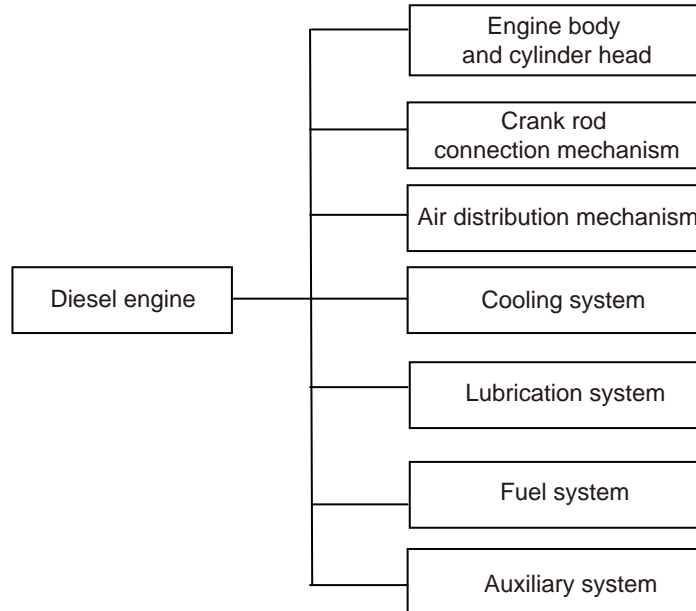 Engine body
and cylinder head
Crank rod
connection mechanism
Air distribution mechanism
Diesel engine
Cooling system
Lubrication system
Fuel system
Auxiliary system